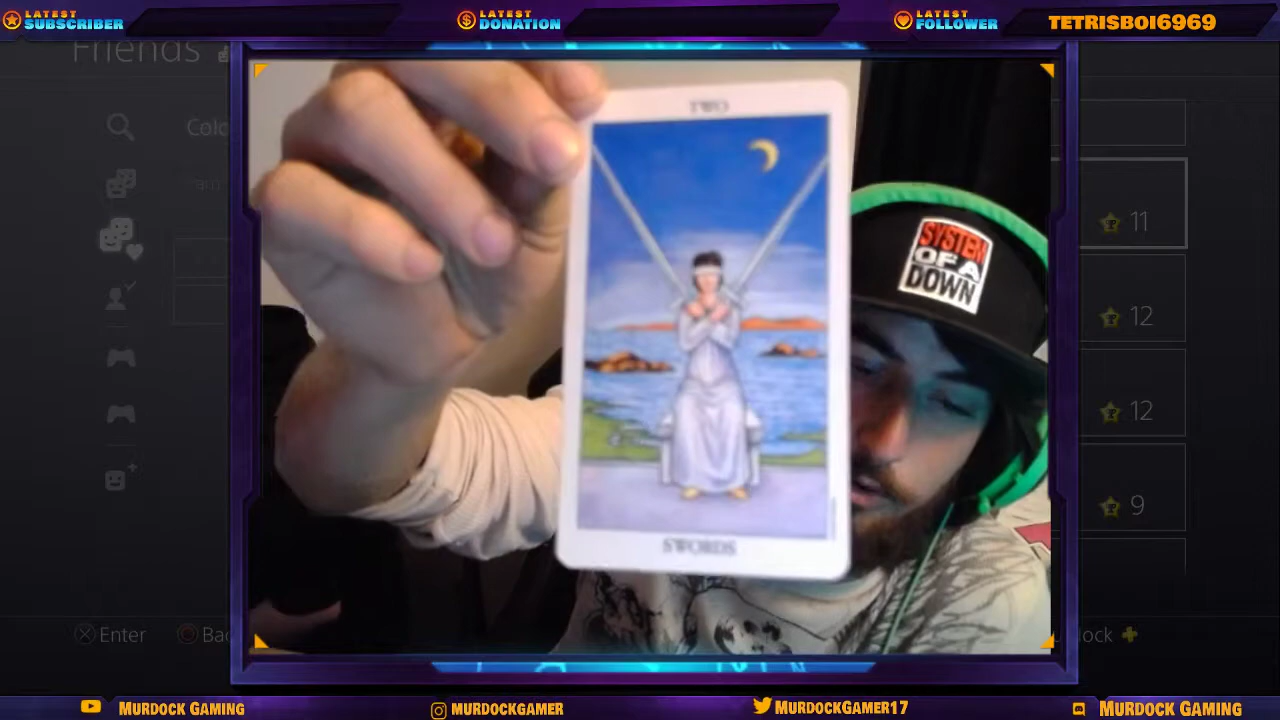 LATEST
SUBSCRIBER
LATEST
DONATION
LATEST
FOLLOWER
TETRISBOI6969
Friends
TWO
11
SYSTEM
OF A
DOWN
12
12
9
SWORDS
Enter
MURDOCK GAMING
MURDOCKGAMER
MURDOCKGAMER17
MURDOCK GAMING